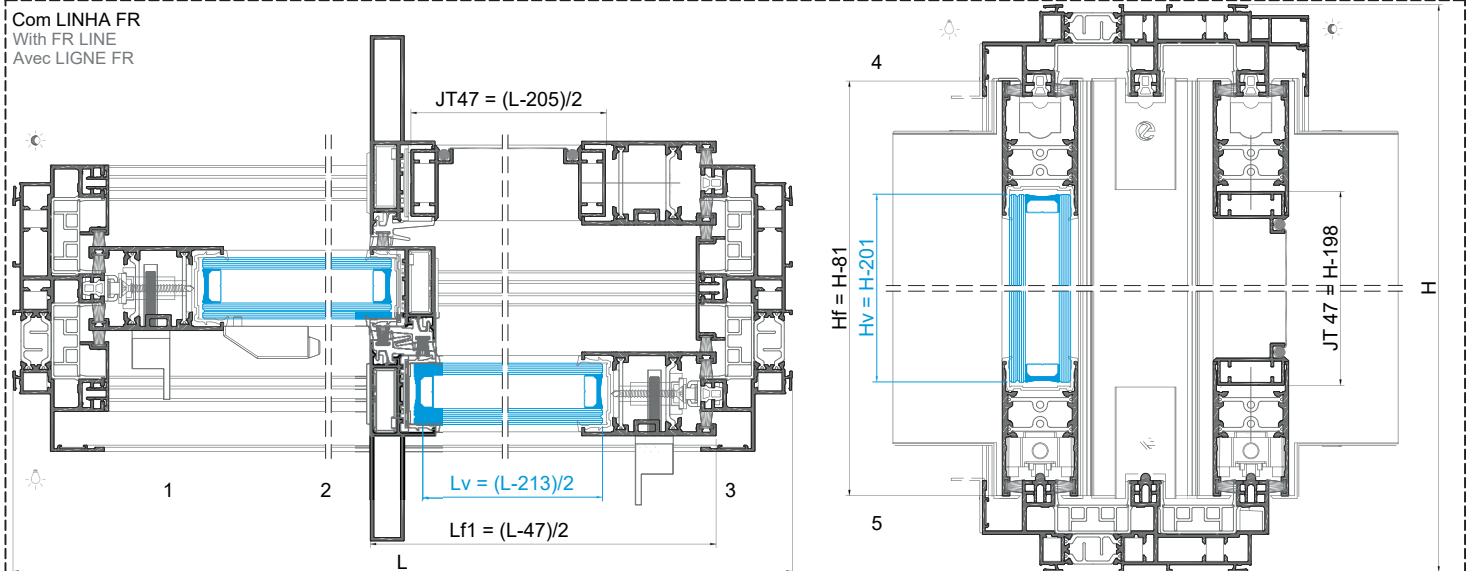 Com LINHA FR
With FR LINE
Avec LIGNE FR
JT47 = (L-205)/2
1
2
3
Lv = (L-213)/2
Lf1 = (L-47)/2
L
4
5
Hf = H-81
Hv = H-201
JT 47 = H-198
H